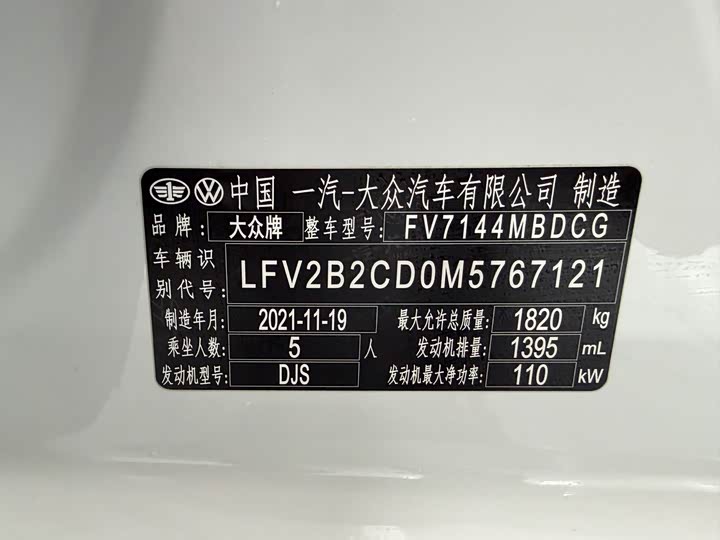 中国 一汽-大众汽车有限公司 制造
品牌: 大众牌 整车型号: FV7144MBDCG
车辆识别代号: LFV2B2CD0M5767121
制造年月: 2021-11-19 最大允许总质量: 1820 kg
乘坐人数: 5 人 发动机排量: 1395 mL
发动机型号: DJS 发动机最大净功率: 110 kW